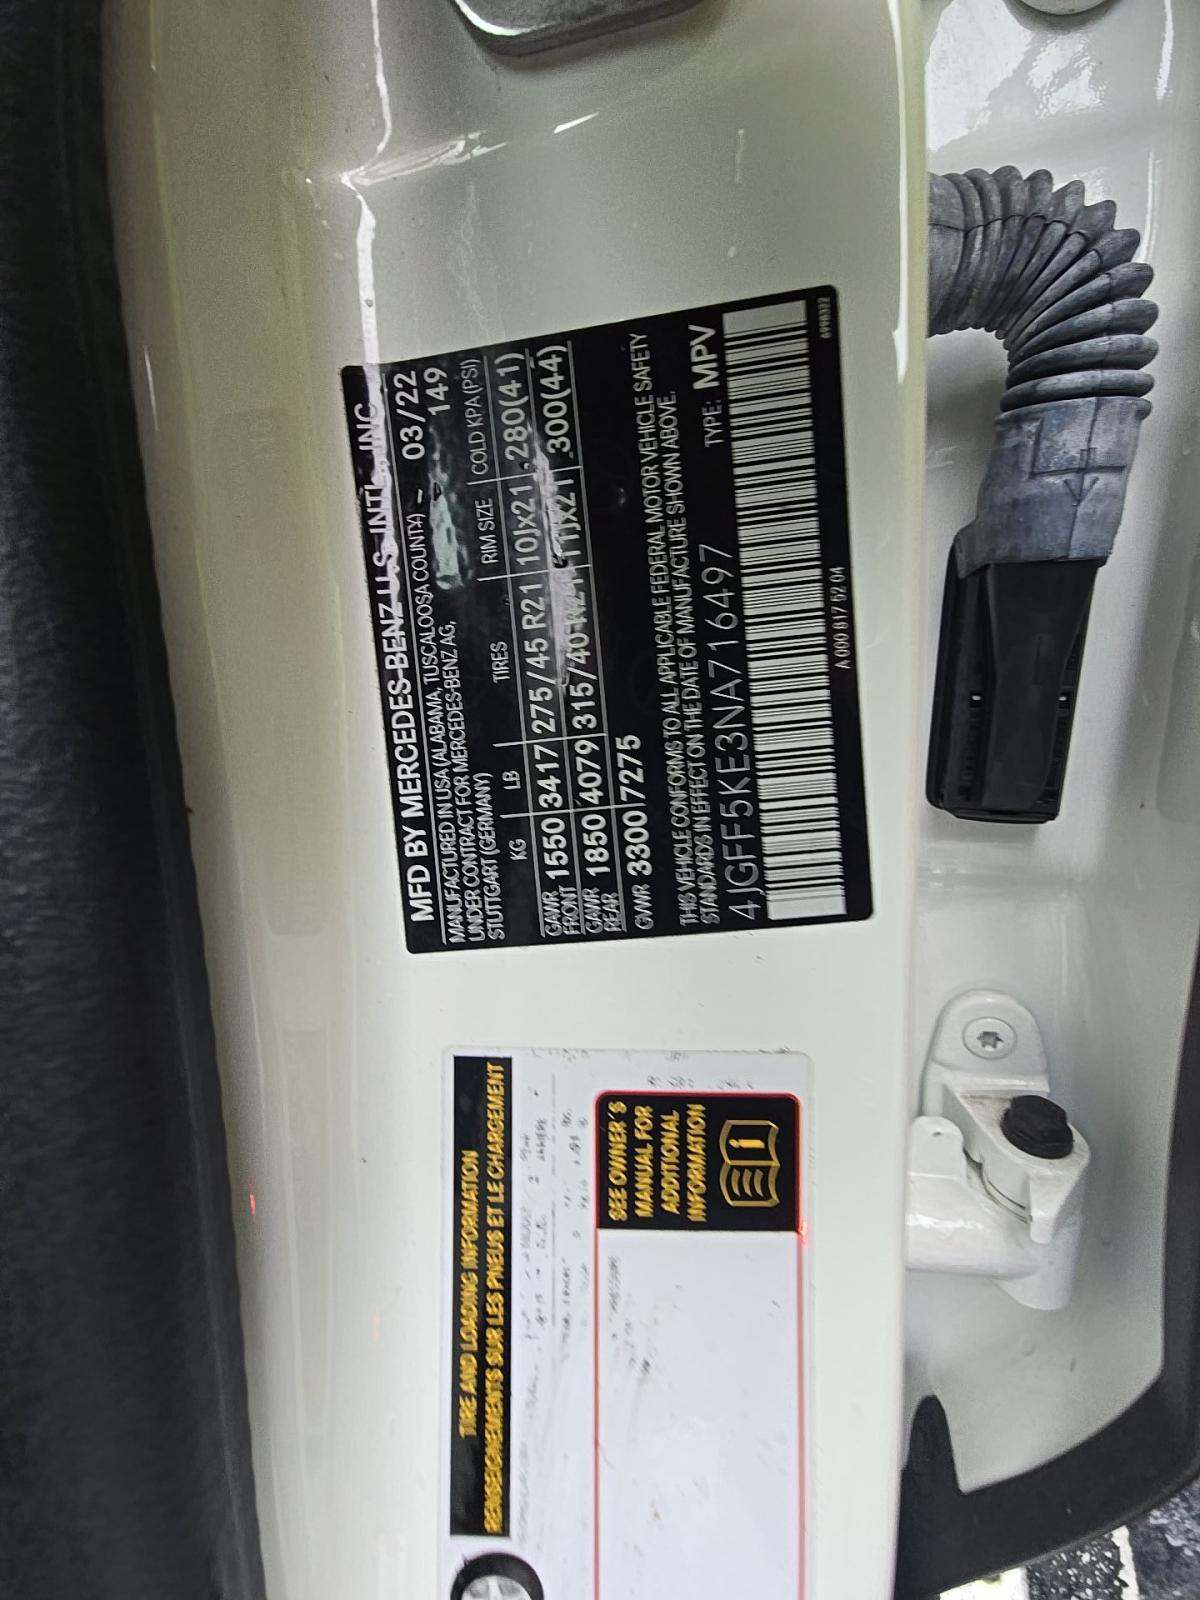 MFD BY MERCEDES-BENZ U.S. INTL., INC.
MANUFACTURED IN USA (ALABAMA, TUSCALOOSA COUNTY) - 03/22
UNDER CONTRACT FOR MERCEDES-BENZ AG, 149
STUTTGART (GERMANY)
KG LB TIRES RIM SIZE COLD KPA (PSI)
GAWR FRONT 1550 3417 275/45 R21 10Jx21 280(41)
GAWR REAR 1850 4079 315/40 R21 11Jx21 300(44)
GVWR 3300 7275
THIS VEHICLE CONFORMS TO ALL APPLICABLE FEDERAL MOTOR VEHICLE SAFETY
STANDARDS IN EFFECT ON THE DATE OF MANUFACTURE SHOWN ABOVE.
4JGFF5KE3NA716497 TYPE: MPV
A 000 817 62 04
6998322
TIRE AND LOADING INFORMATION
RENSEIGNEMENTS SUR LES PNEUS ET LE CHARGEMENT
SEE OWNER'S
MANUAL FOR
ADDITIONAL
INFORMATION